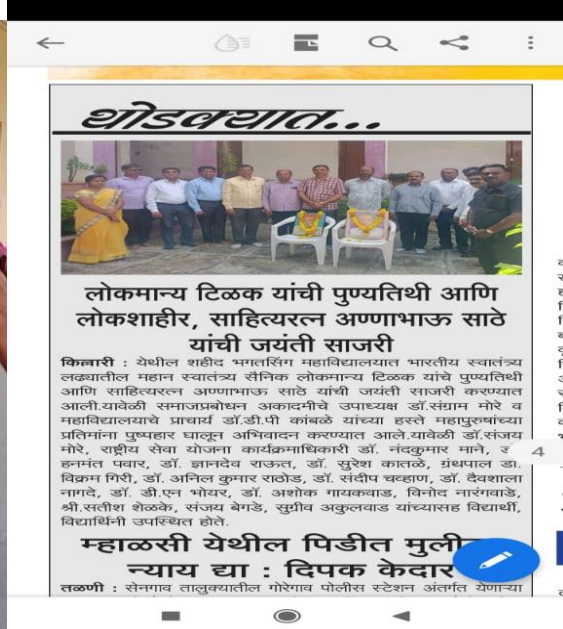 थोडक्यात...
लोकमान्य टिळक यांची पुण्यतिथी आणि
लोकशाहीर, साहित्यरत्न अण्णाभाऊ साठे
यांची जयंती साजरी
किल्लारी : येथील शहीद भगतसिंग महाविद्यालयात भारतीय स्वातंत्र्य
लढ्यातील महान स्वातंत्र्य सैनिक लोकमान्य टिळक यांचे पुण्यतिथी
आणि साहित्यरत्न अण्णाभाऊ साठे यांची जयंती साजरी करण्यात
आली.यावेळी समाजप्रबोधन अकादमीचे उपाध्यक्ष डॉ.संग्राम मोरे व
महाविद्यालयाचे प्राचार्य डॉ.डी.पी कांबळे यांच्या हस्ते महापुरुषांच्या
प्रतिमांना पुष्पहार घालून अभिवादन करण्यात आले.यावेळी डॉ.संजय
मोरे, राष्ट्रीय सेवा योजना कार्यक्रमाधिकारी डॉ. नंदकुमार माने,
हनमंत पवार, डॉ. ज्ञानदेव राऊत, डॉ. सुरेश कातळे, ग्रंथपाल डॉ.
विक्रम गिरी, डॉ. अनिल कुमार राठोड, डॉ. संदीप चव्हाण, डॉ. दैवशाला
नागदे, डॉ. डी.एन भोयर, डॉ. अशोक गायकवाड, विनोद नारंगवाडे,
श्री.सतीश शेळके, संजय बेगडे, सुग्रीव अकुलवाड यांच्यासह विद्यार्थी,
विद्यार्थिनी उपस्थित होते.
4
म्हाळसी येथील पिडीत
न्याय द्या : दिपक केदार
तळणी : सेनगाव तालुक्यातील गोरेगाव पोलीस स्टेशन अंतर्गत येणाऱ्या